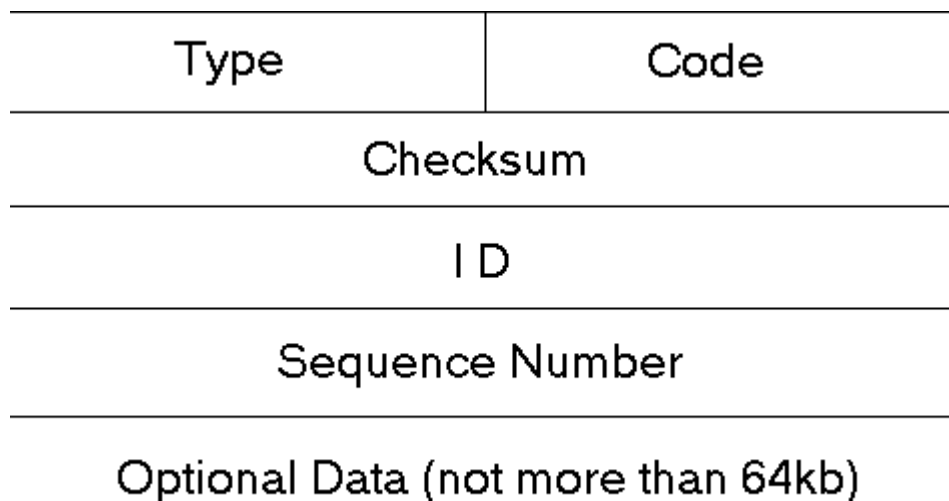 Type Code
Checksum
I D
Sequence Number
Optional Data (not more than 64kb)